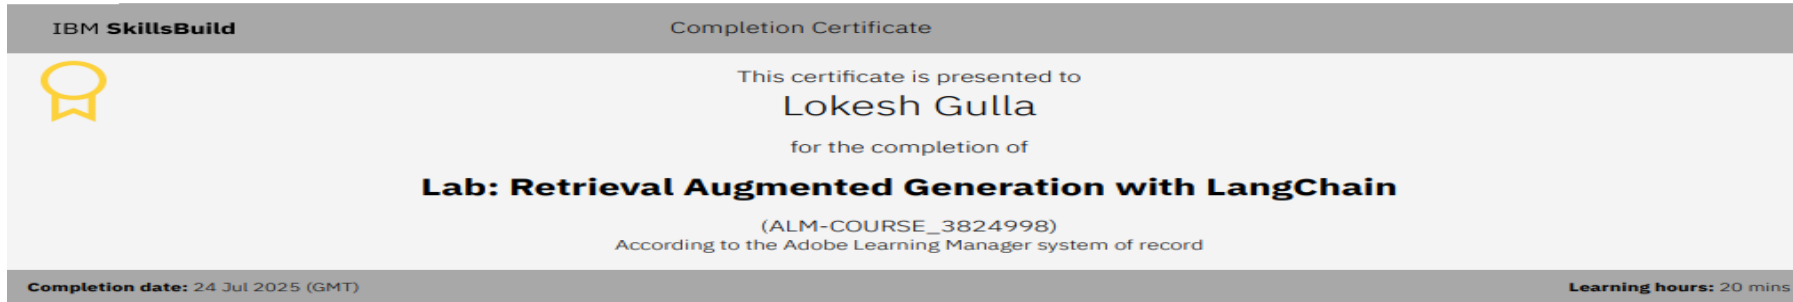 IBM SkillsBuild
Completion Certificate
This certificate is presented to
Lokesh Gulla
for the completion of
Lab: Retrieval Augmented Generation with LangChain
(ALM-COURSE_3824998)
According to the Adobe Learning Manager system of record
Completion date: 24 Jul 2025 (GMT)
Learning hours: 20 mins